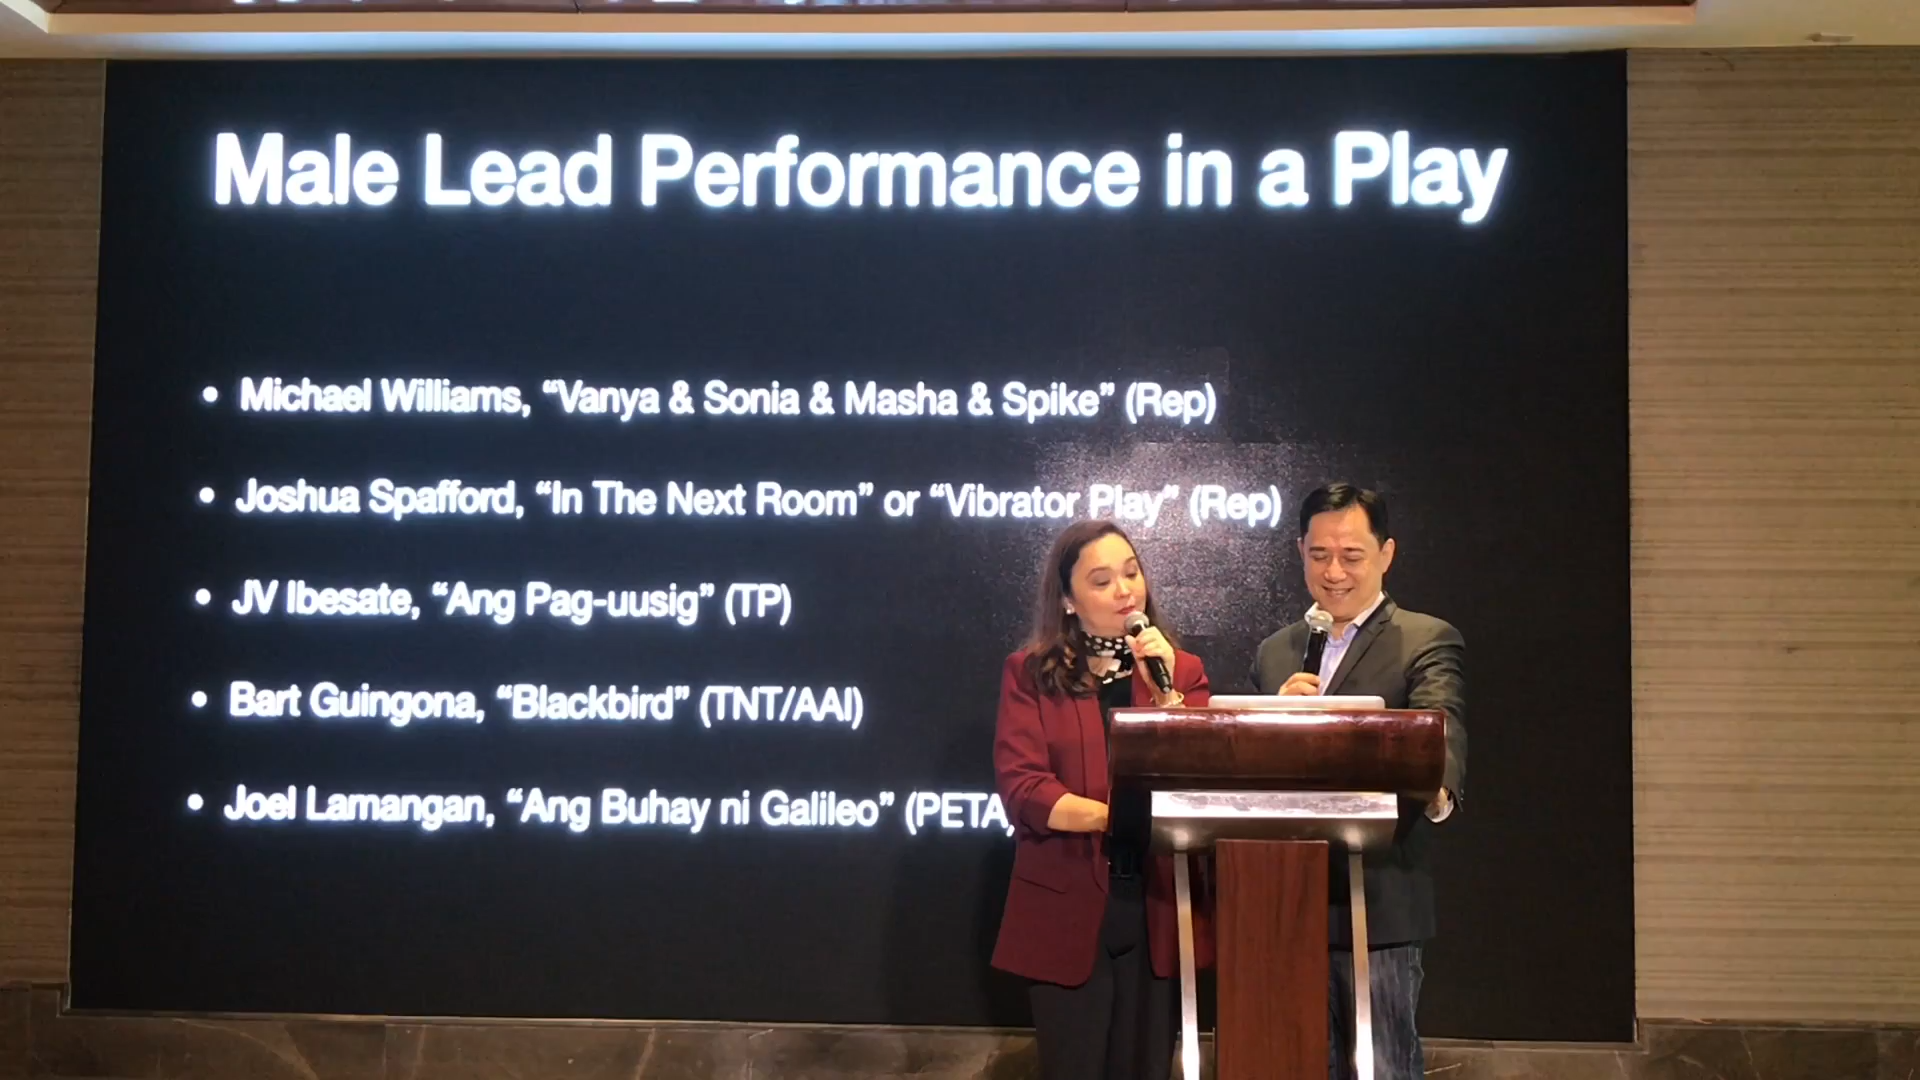 Male Lead Performance in a Play
• Michael Williams, “Vanya & Sonia & Masha & Spike” (Rep)
• Joshua Spafford, “In The Next Room” or “Vibrator Play” (Rep)
• JV Ibesate, “Ang Pag-uusig” (TP)
• Bart Guingona, “Blackbird” (TNT/AAI)
• Joel Lamangan, “Ang Buhay ni Galileo” (PETA)